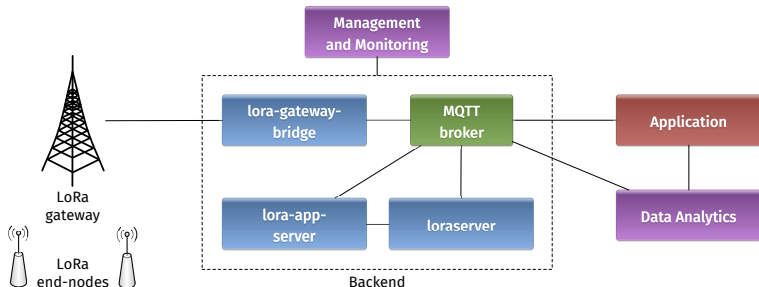 Management
and Monitoring
lora-gateway-
bridge
MQTT
broker
Application
LoRa
gateway
lora-app-
server
loraserver
Data Analytics
LoRa
end-nodes
Backend